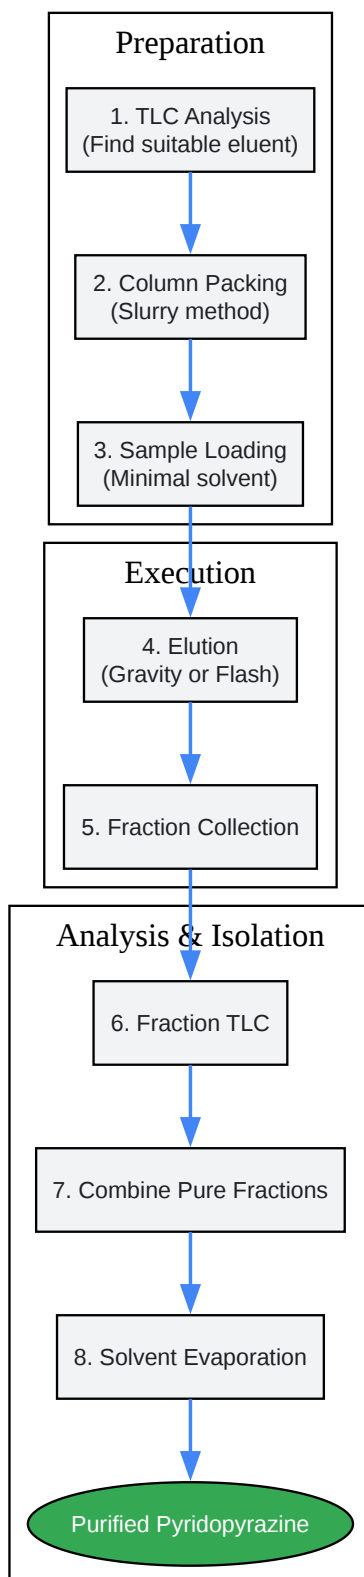 Preparation
1. TLC Analysis
(Find suitable eluent)
2. Column Packing
(Slurry method)
3. Sample Loading
(Minimal solvent)
Execution
4. Elution
(Gravity or Flash)
5. Fraction Collection
Analysis & Isolation
6. Fraction TLC
7. Combine Pure Fractions
8. Solvent Evaporation
Purified Pyridopyrazine